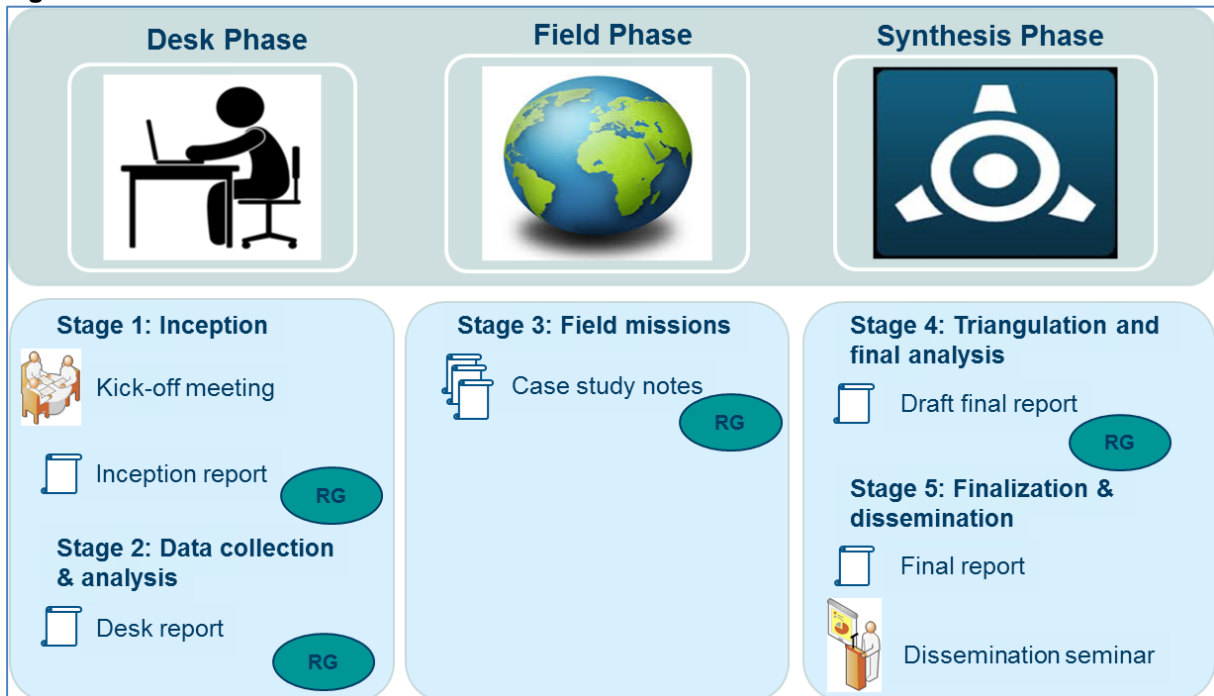 Desk Phase
Field Phase
Synthesis Phase
Stage 1: Inception
Kick-off meeting
Inception report
RG
Stage 2: Data collection
& analysis
Desk report
RG
Stage 3: Field missions
Case study notes
RG
Stage 4: Triangulation and
final analysis
Draft final report
RG
Stage 5: Finalization &
dissemination
Final report
Dissemination seminar